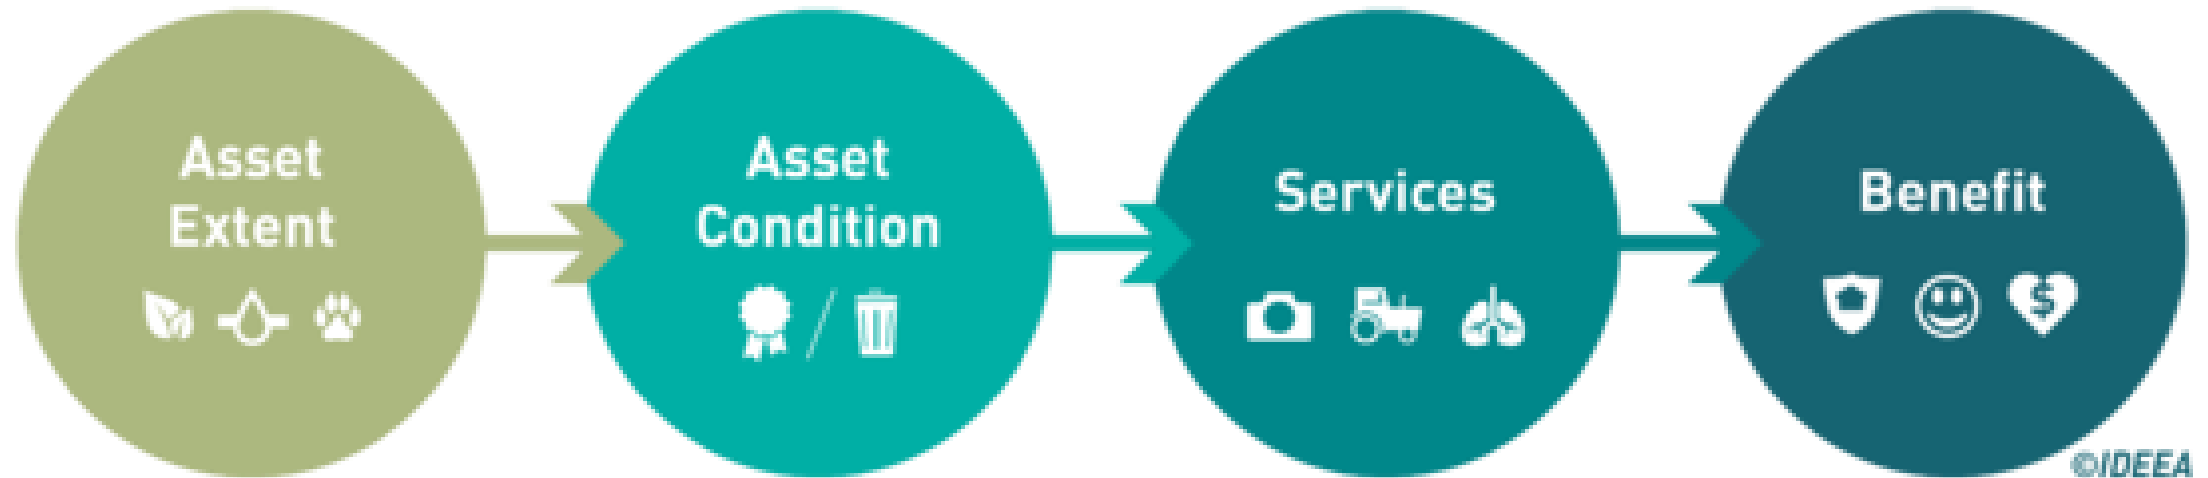 Asset
Extent
Asset
Condition
Services
Benefit
$
©IDEEA